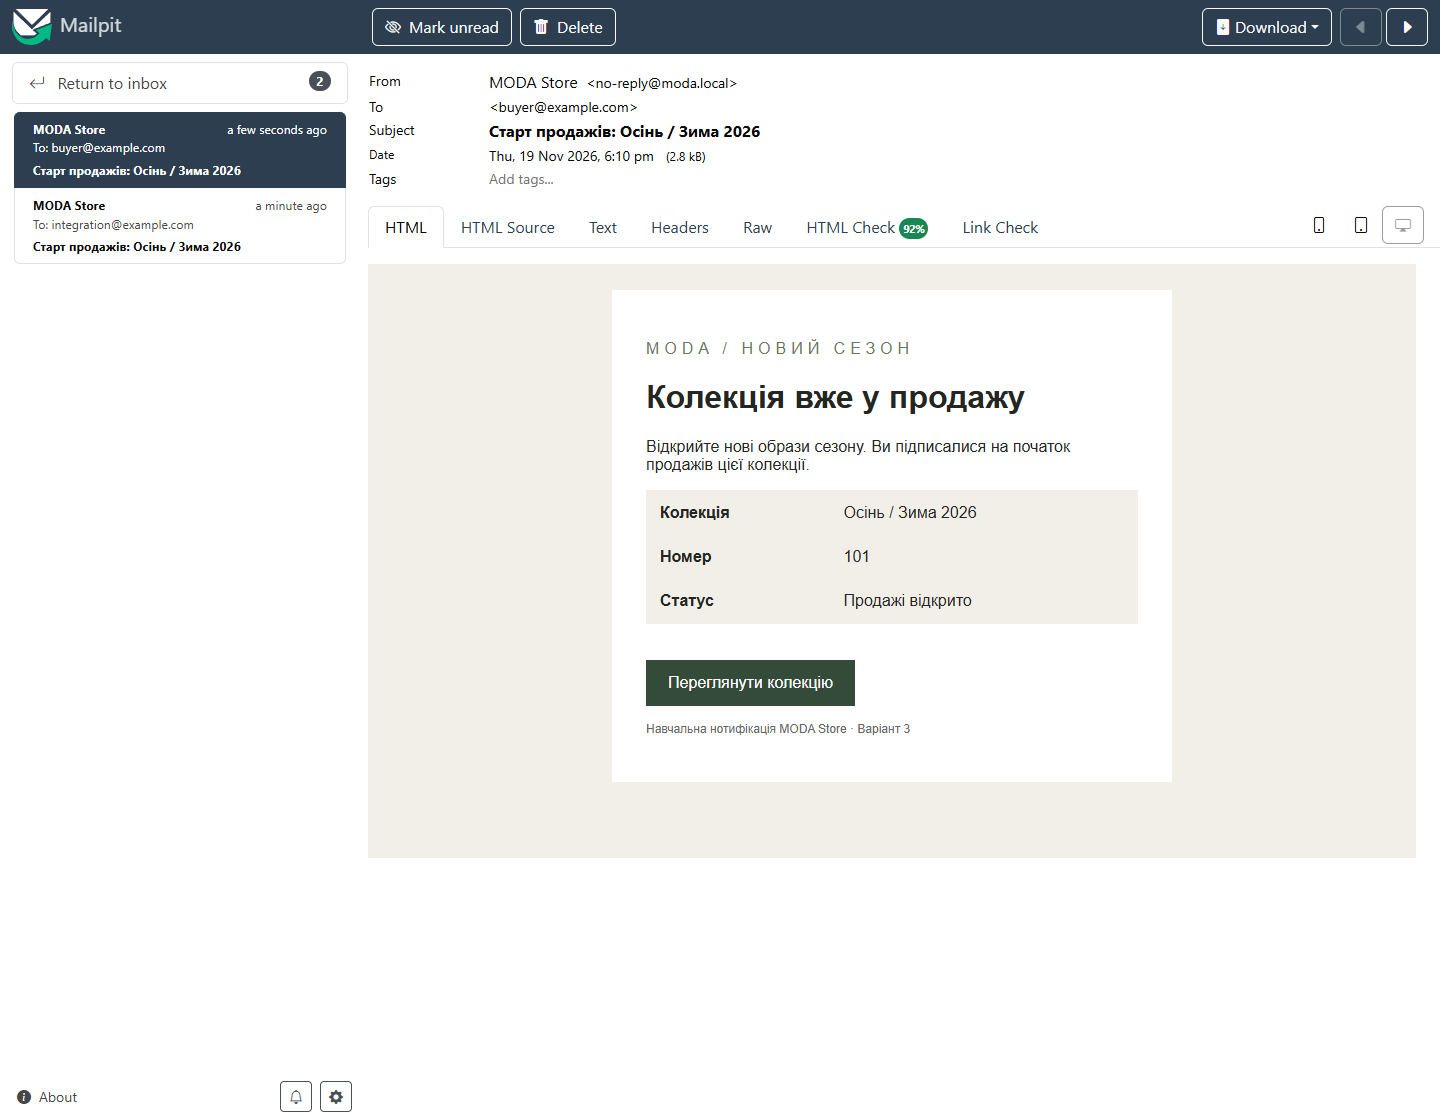 Mailpit
Mark unread
Delete
Download
Return to inbox
2
MODA Store a few seconds ago
To: buyer@example.com
Старт продажів: Осінь / Зима 2026
MODA Store a minute ago
To: integration@example.com
Старт продажів: Осінь / Зима 2026
From MODA Store <no-reply@moda.local>
To <buyer@example.com>
Subject Старт продажів: Осінь / Зима 2026
Date Thu, 19 Nov 2026, 6:10 pm (2.8 kB)
Tags Add tags...
HTML HTML Source Text Headers Raw HTML Check 92% Link Check
MODA / НОВИЙ СЕЗОН
Колекція вже у продажу
Відкрийте нові образи сезону. Ви підписалися на початок
продажів цієї колекції.
Колекція Осінь / Зима 2026
Номер 101
Статус Продажі відкрито
Переглянути колекцію
Навчальна нотифікація MODA Store · Варіант 3
About